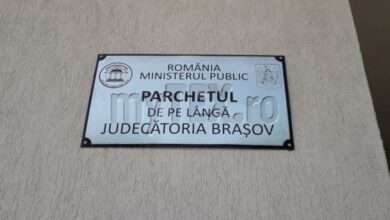 ROMÂNIA
MINISTERUL PUBLIC
PARCHETUL
DE PE LÂNGĂ
JUDECĂTORIA BRAȘOV